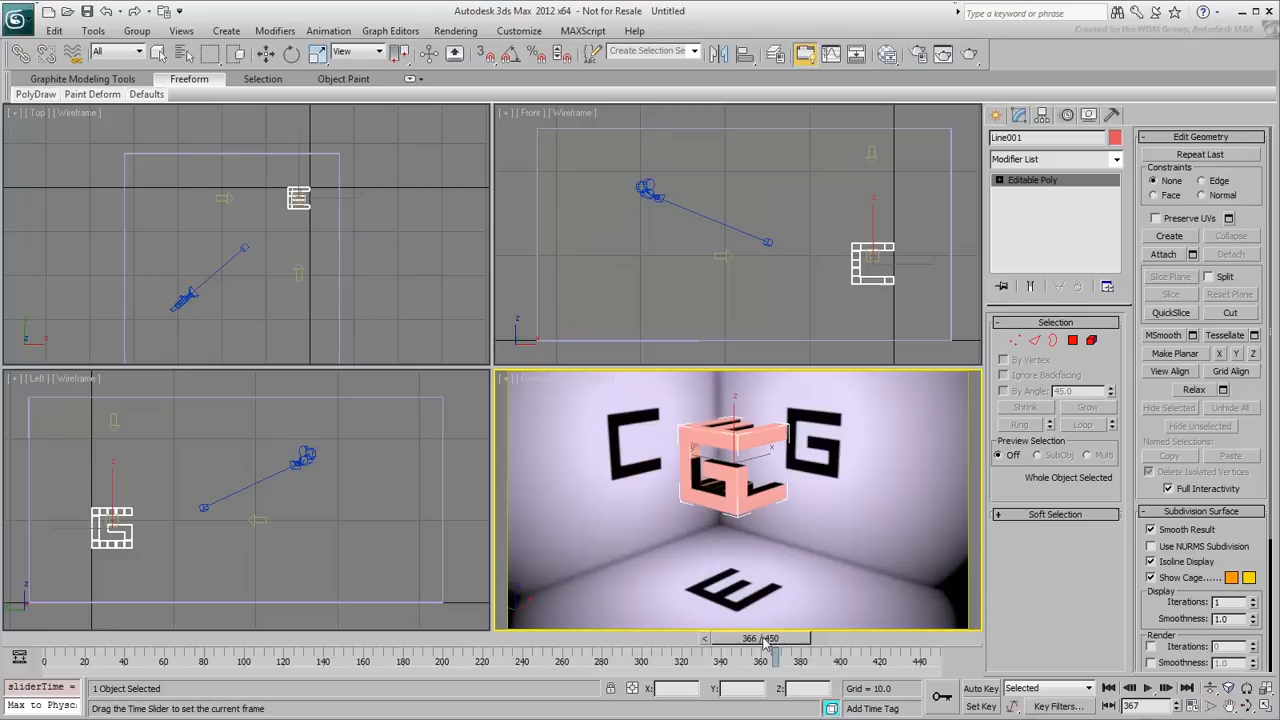 Autodesk 3ds Max 2012 x64 - Not for Resale Untitled
Type a keyword or phrase
Edit Tools Group Views Create Modifiers Animation Graph Editors Rendering Customize MAXScript Help
All View Create Selection Se
Graphite Modeling Tools Freeform Selection Object Paint
PolyDraw Paint Deform Defaults
[ + ] [ Top ] [ Wireframe ]
[ + ] [ Front ] [ Wireframe ]
[ + ] [ Left ] [ Wireframe ]
C G E
Line001
Modifier List
Editable Poly
Selection
By Vertex
Ignore Backfacing
By Angle: 45.0
Shrink Grow
Ring Loop
Preview Selection
Off SubObj Multi
Whole Object Selected
Soft Selection
Edit Geometry
Repeat Last
Constraints
None Edge
Face Normal
Preserve UVs
Create Collapse
Attach Detach
Slice Plane Split
Slice Reset Plane
QuickSlice Cut
MSmooth Tessellate
Make Planar X Y Z
View Align Grid Align
Relax
Hide Selected Unhide All
Hide Unselected
Named Selections:
Copy Paste
Delete Isolated Vertices
Full Interactivity
Subdivision Surface
Smooth Result
Use NURMS Subdivision
Isoline Display
Show Cage......
Display
Iterations: 1
Smoothness: 1.0
Render
Iterations: 0
Smoothness: 1.0
< 366 / 450
0 20 40 60 80 100 120 140 160 180 200 220 240 260 280 300 320 340 360 380 400 420 440
sliderTime = 1 Object Selected X: Y: Z: Grid = 10.0 Auto Key Selected
Max to Physc Drag the Time Slider to set the current frame Add Time Tag Set Key Key Filters... 367